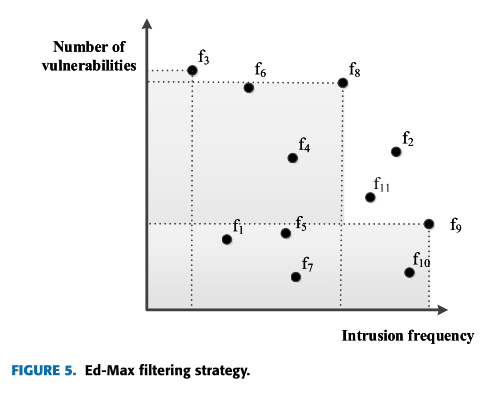 Number of
vulnerabilities
f3
f6
f8
f4
f2
f11
f1
f5
f9
f7
f10
Intrusion frequency
FIGURE 5. Ed-Max filtering strategy.